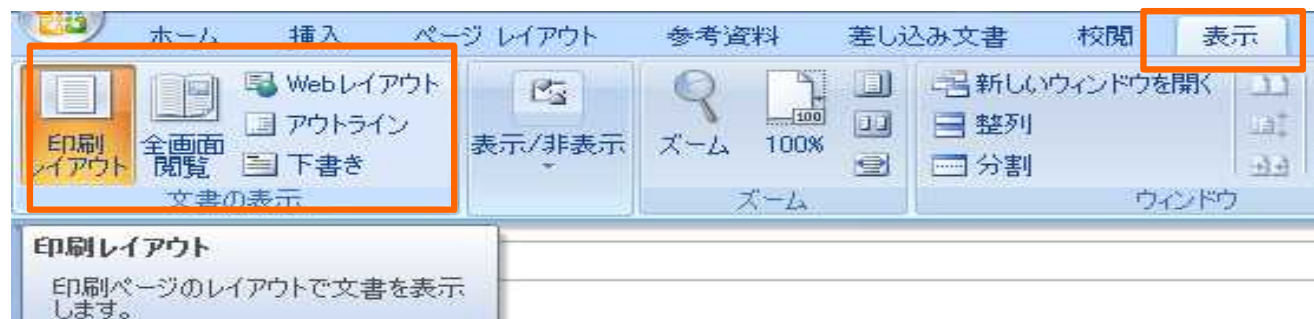 ホーム 挿入 ページ レイアウト 参考資料 差し込み文書 校閲 表示
印刷
レイアウト
全画面
閲覧
Webレイアウト
アウトライン
下書き
文書の表示
表示/非表示
ズーム
100
100%
ズーム
新しいウィンドウを開く
整列
分割
ウィンドウ
印刷レイアウト
印刷ページのレイアウトで文書を表示
します。